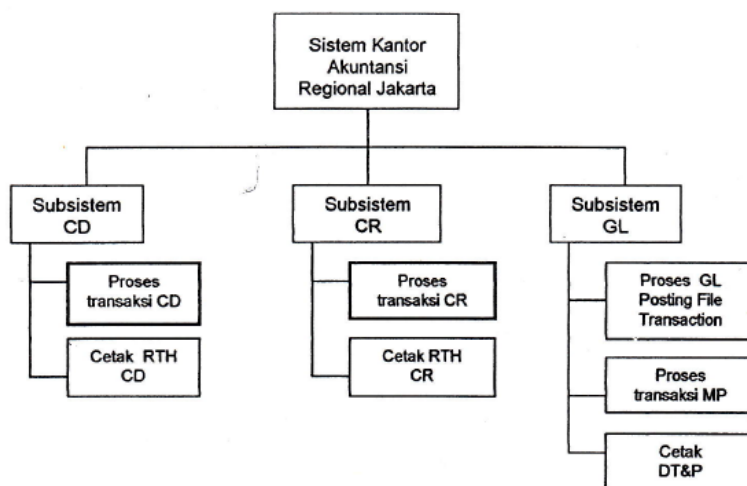 Sistem Kantor
Akuntansi
Regional Jakarta
Subsistem
CD
Subsistem
CR
Subsistem
GL
Proses
transaksi CD
Proses
transaksi CR
Proses GL
Posting File
Transaction
Cetak RTH
CD
Cetak RTH
CR
Proses
transaksi MP
Cetak
DT&P